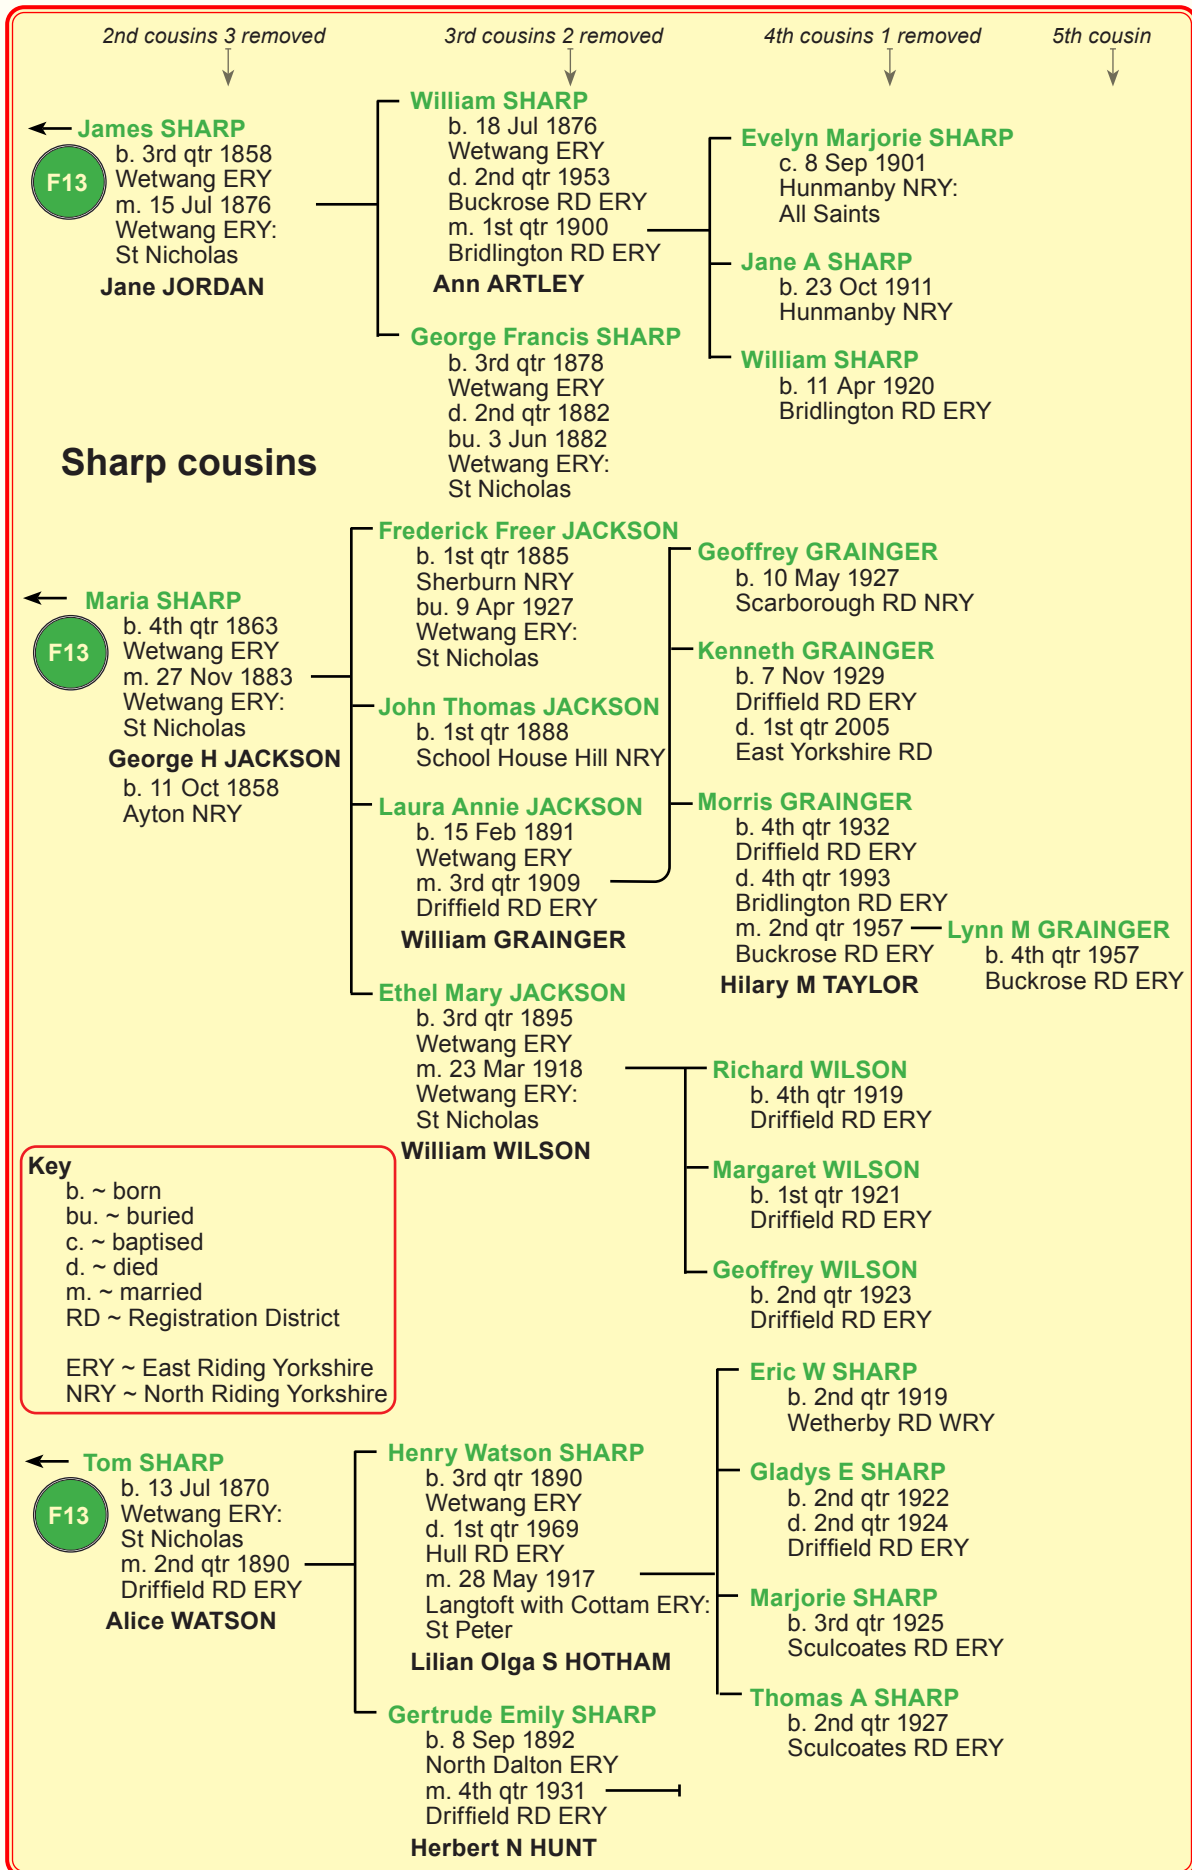 2nd cousins 3 removed
3rd cousins 2 removed
4th cousins 1 removed
5th cousin
James SHARP
F13
b. 3rd qtr 1858
Wetwang ERY
m. 15 Jul 1876
Wetwang ERY:
St Nicholas
Jane JORDAN
William SHARP
b. 18 Jul 1876
Wetwang ERY
d. 2nd qtr 1953
Buckrose RD ERY
m. 1st qtr 1900
Bridlington RD ERY
Ann ARTLEY
George Francis SHARP
b. 3rd qtr 1878
Wetwang ERY
d. 2nd qtr 1882
bu. 3 Jun 1882
Wetwang ERY:
St Nicholas
Evelyn Marjorie SHARP
c. 8 Sep 1901
Hunmanby NRY:
All Saints
Jane A SHARP
b. 23 Oct 1911
Hunmanby NRY
William SHARP
b. 11 Apr 1920
Bridlington RD ERY
Sharp cousins
Maria SHARP
F13
b. 4th qtr 1863
Wetwang ERY
m. 27 Nov 1883
Wetwang ERY:
St Nicholas
George H JACKSON
b. 11 Oct 1858
Ayton NRY
Frederick Freer JACKSON
b. 1st qtr 1885
Sherburn NRY
bu. 9 Apr 1927
Wetwang ERY:
St Nicholas
John Thomas JACKSON
b. 1st qtr 1888
School House Hill NRY
Laura Annie JACKSON
b. 15 Feb 1891
Wetwang ERY
m. 3rd qtr 1909
Driffield RD ERY
William GRAINGER
Ethel Mary JACKSON
b. 3rd qtr 1895
Wetwang ERY
m. 23 Mar 1918
Wetwang ERY:
St Nicholas
William WILSON
Geoffrey GRAINGER
b. 10 May 1927
Scarborough RD NRY
Kenneth GRAINGER
b. 7 Nov 1929
Driffield RD ERY
d. 1st qtr 2005
East Yorkshire RD
Morris GRAINGER
b. 4th qtr 1932
Driffield RD ERY
d. 4th qtr 1993
Bridlington RD ERY
m. 2nd qtr 1957
Buckrose RD ERY
Hilary M TAYLOR
Lynn M GRAINGER
b. 4th qtr 1957
Buckrose RD ERY
Richard WILSON
b. 4th qtr 1919
Driffield RD ERY
Margaret WILSON
b. 1st qtr 1921
Driffield RD ERY
Geoffrey WILSON
b. 2nd qtr 1923
Driffield RD ERY
Key
b. ~ born
bu. ~ buried
c. ~ baptised
d. ~ died
m. ~ married
RD ~ Registration District
ERY ~ East Riding Yorkshire
NRY ~ North Riding Yorkshire
Tom SHARP
F13
b. 13 Jul 1870
Wetwang ERY:
St Nicholas
m. 2nd qtr 1890
Driffield RD ERY
Alice WATSON
Henry Watson SHARP
b. 3rd qtr 1890
Wetwang ERY
d. 1st qtr 1969
Hull RD ERY
m. 28 May 1917
Langtoft with Cottam ERY:
St Peter
Lilian Olga S HOTHAM
Gertrude Emily SHARP
b. 8 Sep 1892
North Dalton ERY
m. 4th qtr 1931
Driffield RD ERY
Herbert N HUNT
Eric W SHARP
b. 2nd qtr 1919
Wetherby RD WRY
Gladys E SHARP
b. 2nd qtr 1922
d. 2nd qtr 1924
Driffield RD ERY
Marjorie SHARP
b. 3rd qtr 1925
Sculcoates RD ERY
Thomas A SHARP
b. 2nd qtr 1927
Sculcoates RD ERY